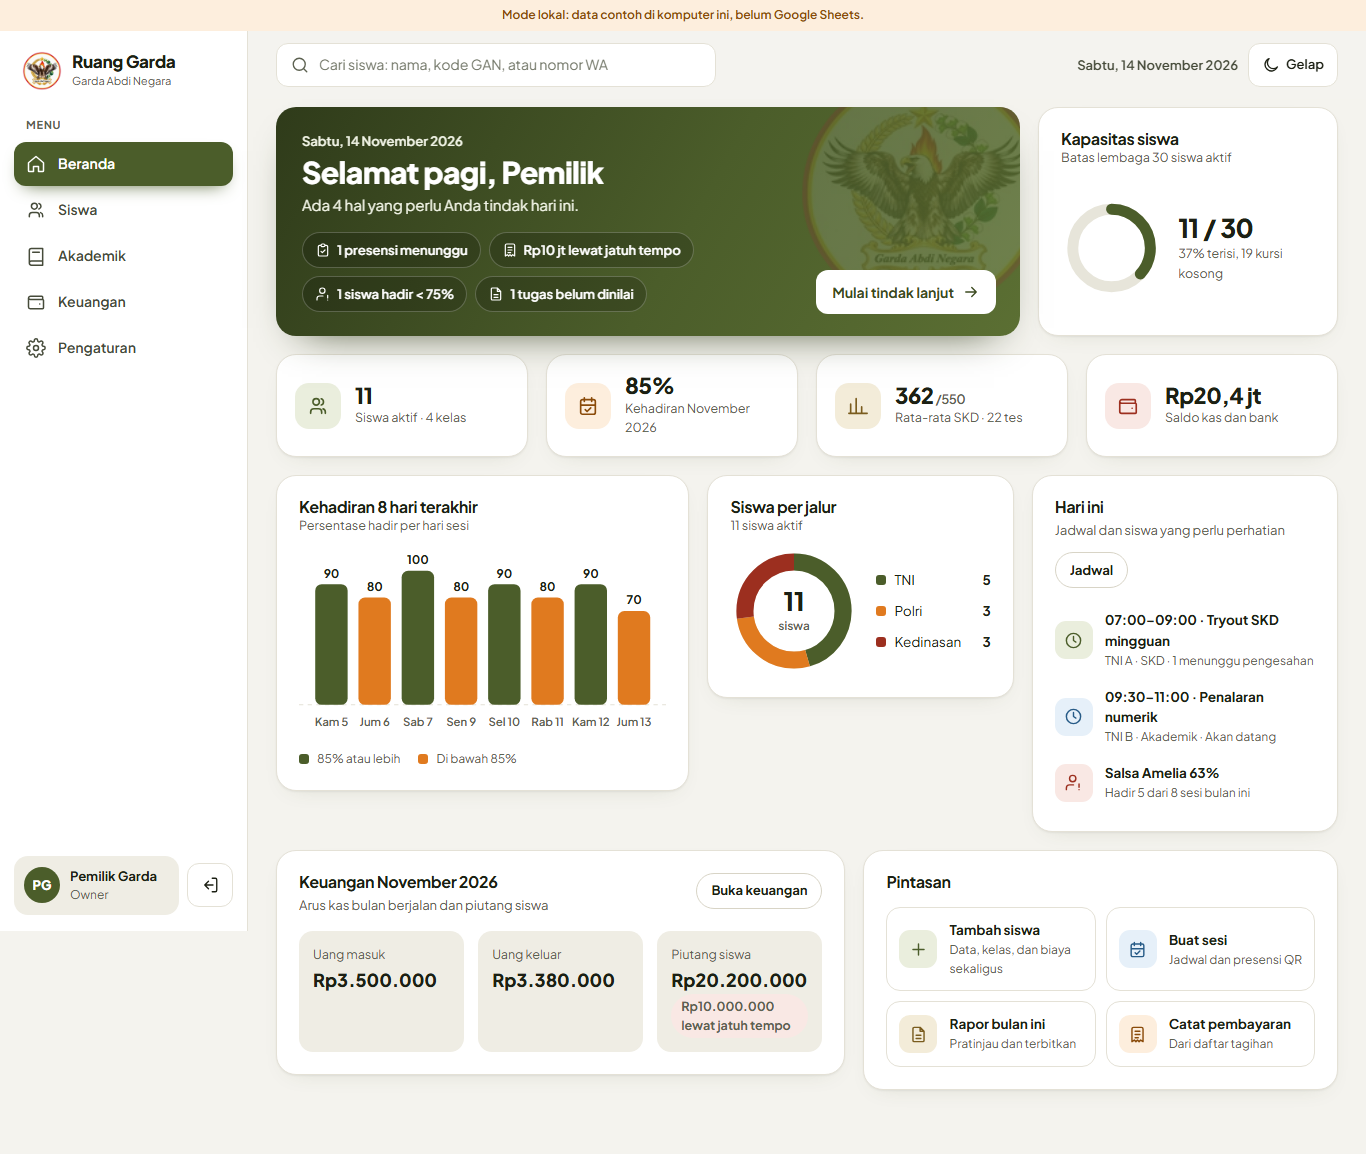 Mode lokal: data contoh di komputer ini, belum Google Sheets.
Ruang Garda
Garda Abdi Negara
MENU
Beranda
Siswa
Akademik
Keuangan
Pengaturan
PG
Pemilik Garda
Owner
Cari siswa: nama, kode GAN, atau nomor WA
Sabtu, 14 November 2026
Gelap
Sabtu, 14 November 2026
Selamat pagi, Pemilik
Ada 4 hal yang perlu Anda tindak hari ini.
1 presensi menunggu
Rp10 jt lewat jatuh tempo
1 siswa hadir < 75%
1 tugas belum dinilai
Garda Abdi Negara
Mulai tindak lanjut
Kapasitas siswa
Batas lembaga 30 siswa aktif
11 / 30
37% terisi, 19 kursi
kosong
11
Siswa aktif · 4 kelas
85%
Kehadiran November
2026
362 /550
Rata-rata SKD · 22 tes
Rp20,4 jt
Saldo kas dan bank
Kehadiran 8 hari terakhir
Persentase hadir per hari sesi
90
80
100
80
90
80
90
70
Kam 5
Jum 6
Sab 7
Sen 9
Sel 10
Rab 11
Kam 12
Jum 13
85% atau lebih
Di bawah 85%
Siswa per jalur
11 siswa aktif
11
siswa
TNI 5
Polri 3
Kedinasan 3
Hari ini
Jadwal dan siswa yang perlu perhatian
Jadwal
07:00–09:00 · Tryout SKD
mingguan
TNI A · SKD · 1 menunggu pengesahan
09:30–11:00 · Penalaran
numerik
TNI B · Akademik · Akan datang
Salsa Amelia 63%
Hadir 5 dari 8 sesi bulan ini
Keuangan November 2026
Arus kas bulan berjalan dan piutang siswa
Buka keuangan
Uang masuk
Rp3.500.000
Uang keluar
Rp3.380.000
Piutang siswa
Rp20.200.000
Rp10.000.000
lewat jatuh tempo
Pintasan
Tambah siswa
Data, kelas, dan biaya
sekaligus
Buat sesi
Jadwal dan presensi QR
Rapor bulan ini
Pratinjau dan terbitkan
Catat pembayaran
Dari daftar tagihan